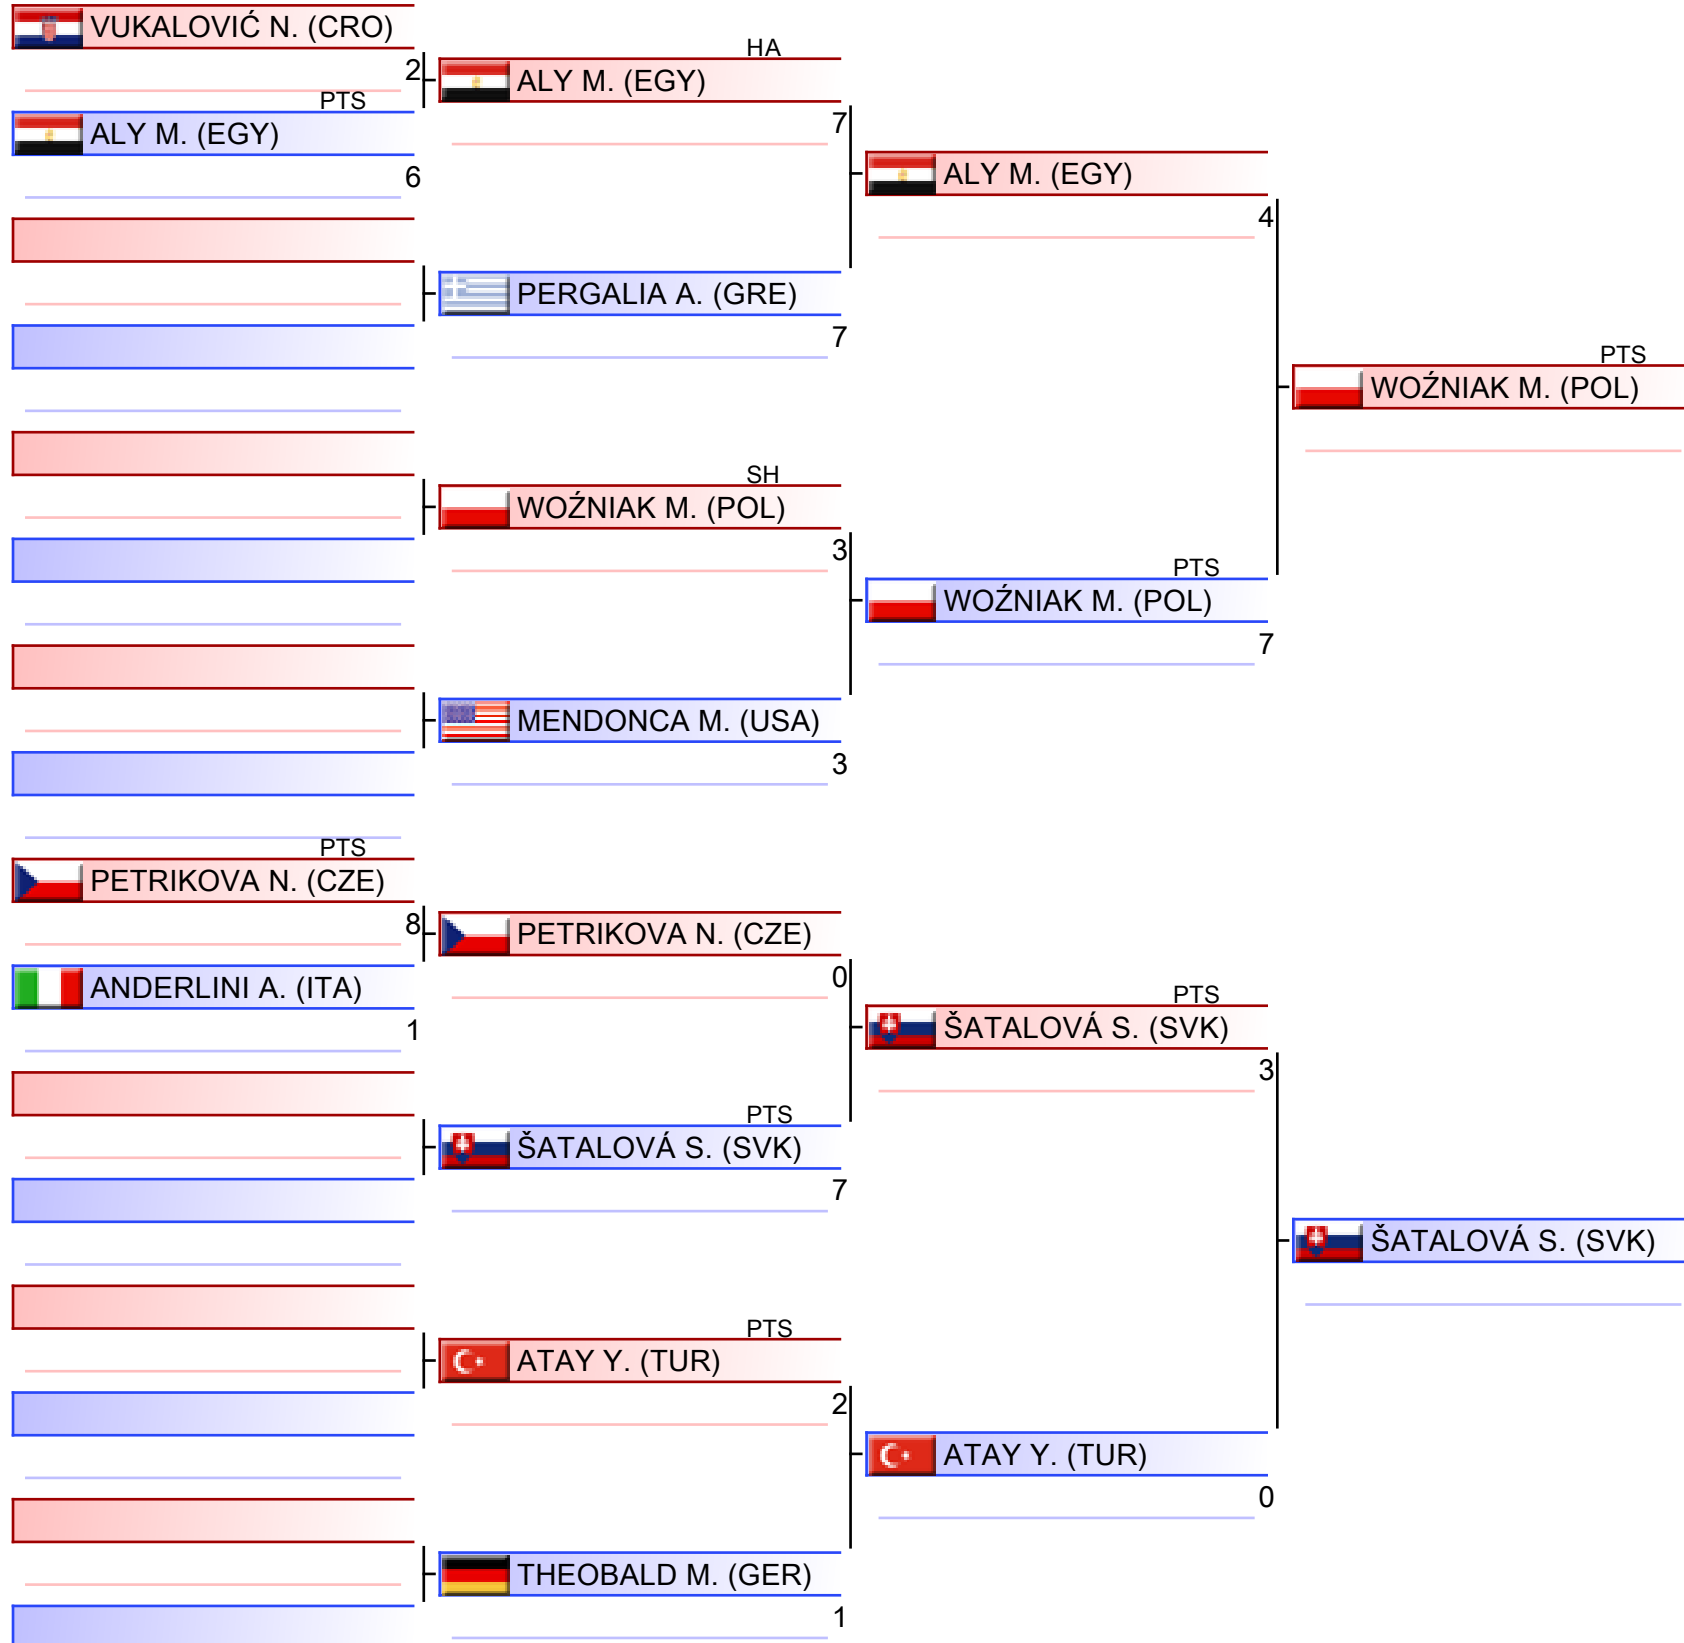 VUKALOVIĆ N. (CRO)
2
PTS
ALY M. (EGY)
6
HA
ALY M. (EGY)
7
PERGALIA A. (GRE)
7
ALY M. (EGY)
4
SH
WOŹNIAK M. (POL)
3
MENDONCA M. (USA)
3
PTS
WOŹNIAK M. (POL)
7
PTS
WOŹNIAK M. (POL)
PTS
PETRIKOVA N. (CZE)
8
ANDERLINI A. (ITA)
1
PETRIKOVA N. (CZE)
0
PTS
ŠATALOVÁ S. (SVK)
7
PTS
ŠATALOVÁ S. (SVK)
3
PTS
ATAY Y. (TUR)
2
THEOBALD M. (GER)
1
ATAY Y. (TUR)
0
ŠATALOVÁ S. (SVK)